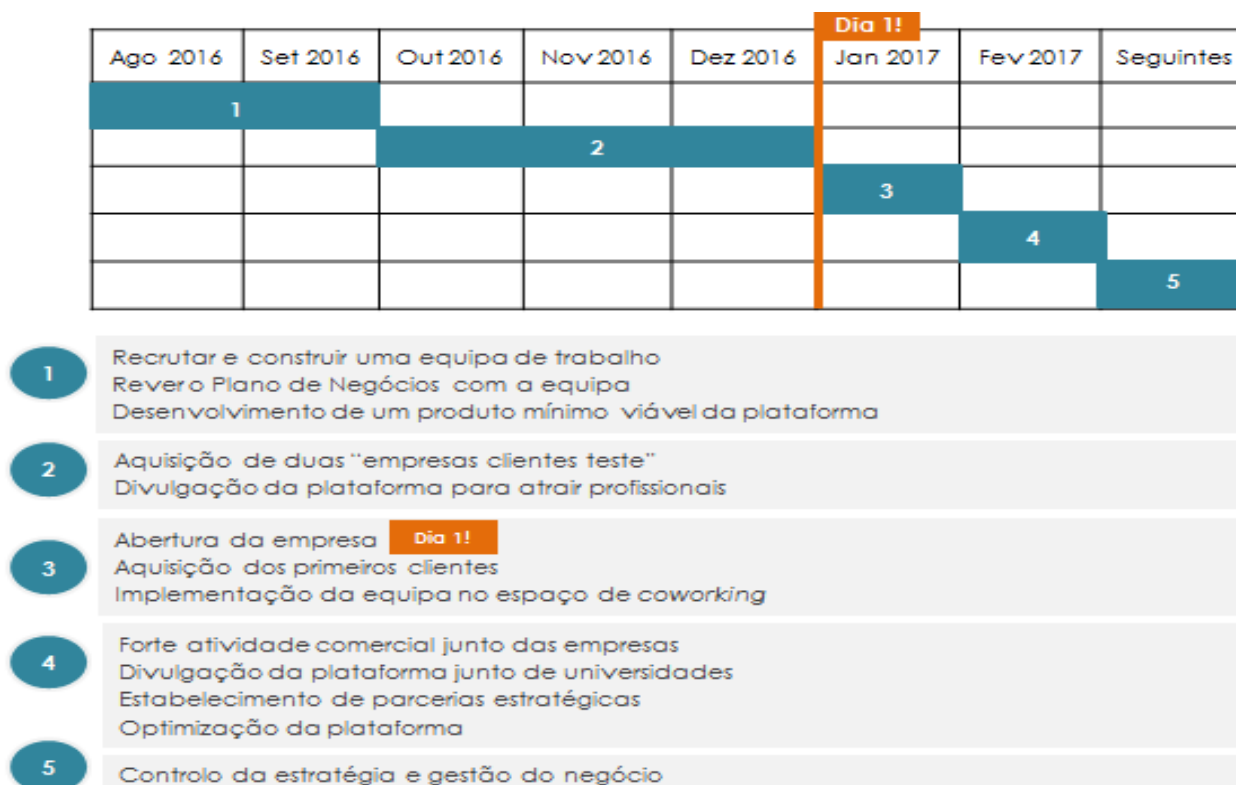 Dia 1!
Ago 2016 Set 2016 Out 2016 Nov 2016 Dez 2016 Jan 2017 Fev 2017 Seguintes
1
2
3
4
5
1
Recrutar e construir uma equipa de trabalho
Rever o Plano de Negócios com a equipa
Desenvolvimento de um produto mínimo viável da plataforma
2
Aquisição de duas “empresas clientes teste”
Divulgação da plataforma para atrair profissionais
3
Abertura da empresa Dia 1!
Aquisição dos primeiros clientes
Implementação da equipa no espaço de coworking
4
Forte atividade comercial junto das empresas
Divulgação da plataforma junto de universidades
Estabelecimento de parcerias estratégicas
Optimização da plataforma
5
Controlo da estratégia e gestão do negócio